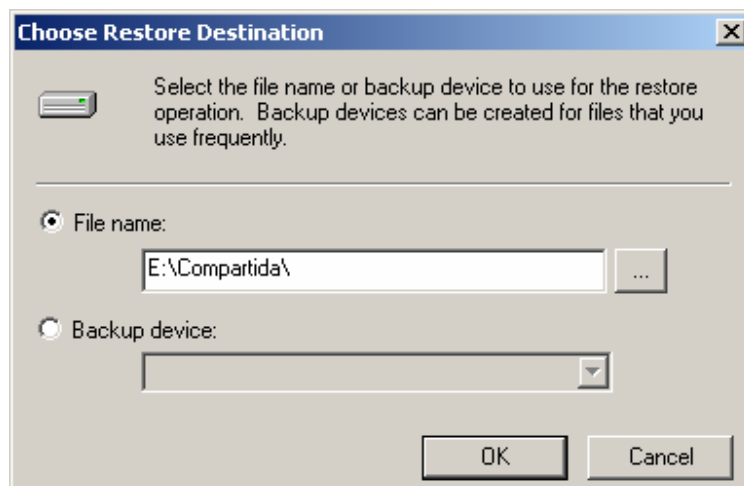 Choose Restore Destination
Select the file name or backup device to use for the restore
operation.  Backup devices can be created for files that you
use frequently.
File name:
E:\Compartida\
...
Backup device:
OK
Cancel